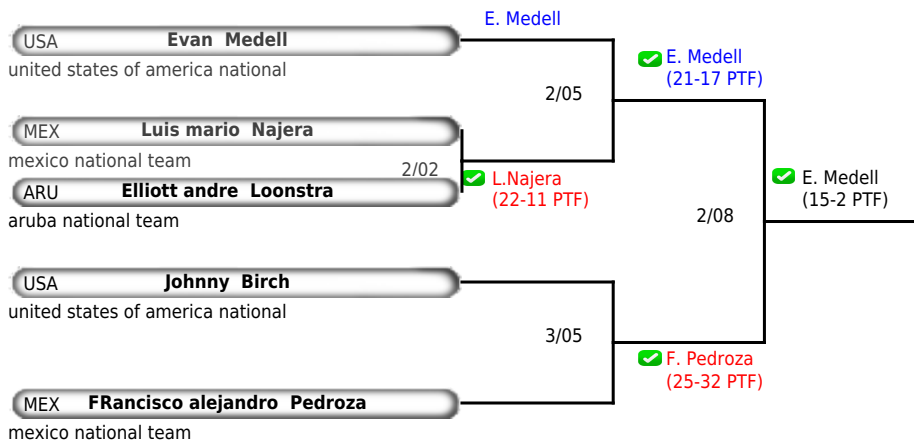 E. Medell
USA Evan Medell
united states of america national
E. Medell
(21-17 PTF)
2/05
MEX Luis mario Najera
mexico national team
2/02
L.Najera
(22-11 PTF)
ARU Elliott andre Loonstra
aruba national team
E. Medell
(15-2 PTF)
2/08
USA Johnny Birch
united states of america national
3/05
F. Pedroza
(25-32 PTF)
MEX FRancisco alejandro Pedroza
mexico national team